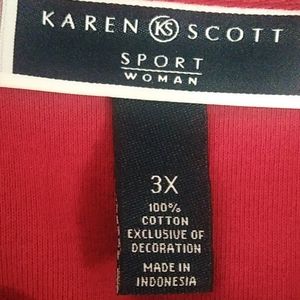 KAREN KS SCOTT
SPORT
WOMAN
3X
100%
COTTON
EXCLUSIVE OF
DECORATION
MADE IN
INDONESIA